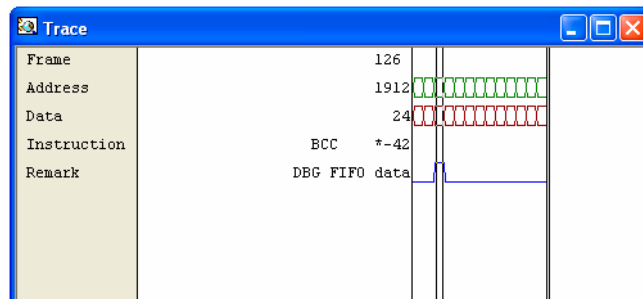 Trace
Frame 126
Address 1912
Data 24
Instruction BCC *-42
Remark DBG FIFO data